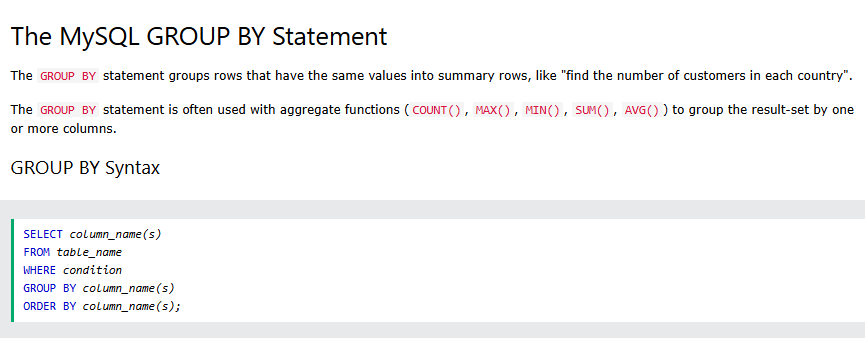 The MySQL GROUP BY Statement
The GROUP BY statement groups rows that have the same values into summary rows, like "find the number of customers in each country".
The GROUP BY statement is often used with aggregate functions (COUNT(), MAX(), MIN(), SUM(), AVG()) to group the result-set by one
or more columns.
GROUP BY Syntax
SELECT column_name(s)
FROM table_name
WHERE condition
GROUP BY column_name(s)
ORDER BY column_name(s);